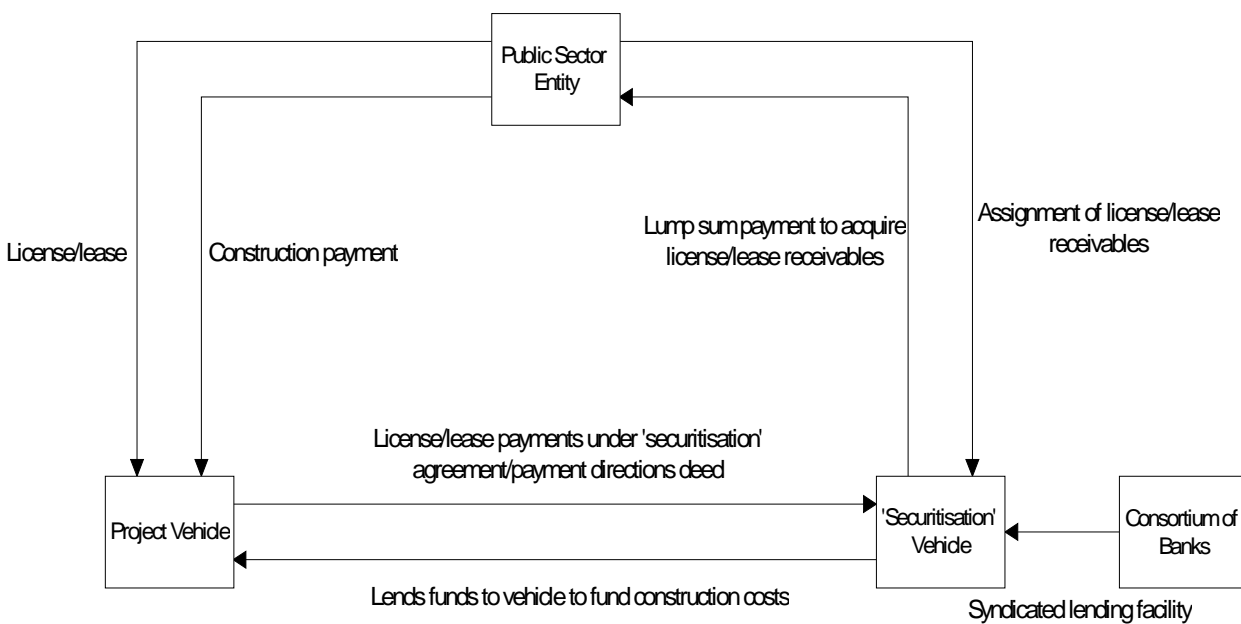 Public Sector
Entity
License/lease
Construction payment
Lump sum payment to acquire
license/lease receivables
Assignment of license/lease
receivables
License/lease payments under 'securitisation'
agreement/payment directions deed
Project Vehicle
'Securitisation'
Vehicle
Consortium of
Banks
Lends funds to vehicle to fund construction costs
Syndicated lending facility